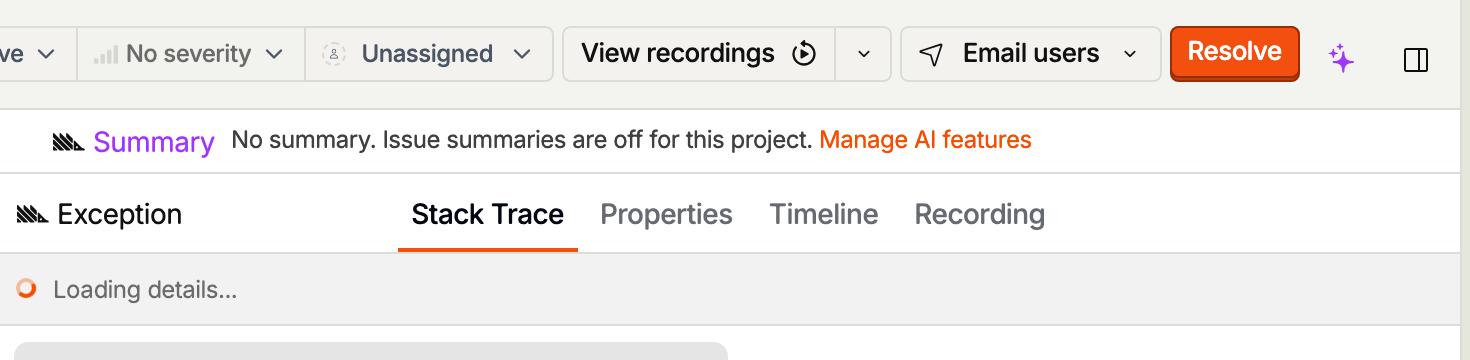 ve No severity Unassigned View recordings Email users Resolve
Summary No summary. Issue summaries are off for this project. Manage AI features
Exception Stack Trace Properties Timeline Recording
Loading details...